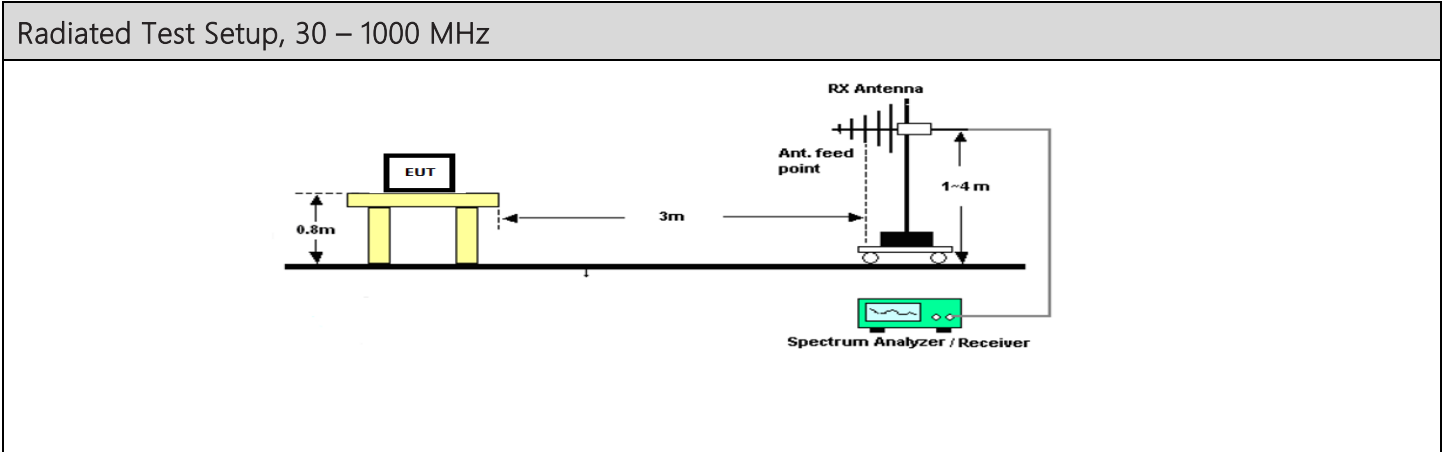 Radiated Test Setup, 30 – 1000 MHz
RX Antenna
Ant. feed
point
EUT
1~4 m
3m
0.8m
Spectrum Analyzer / Receiver